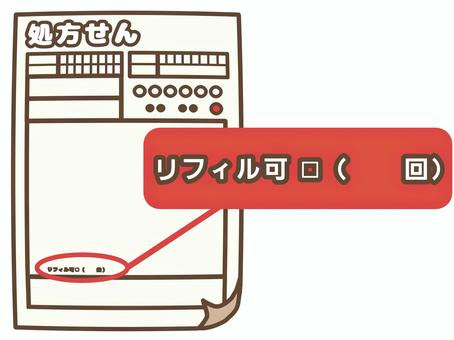 処方せん
リフィル可 □ (　　回)
リフィル可□(　回)